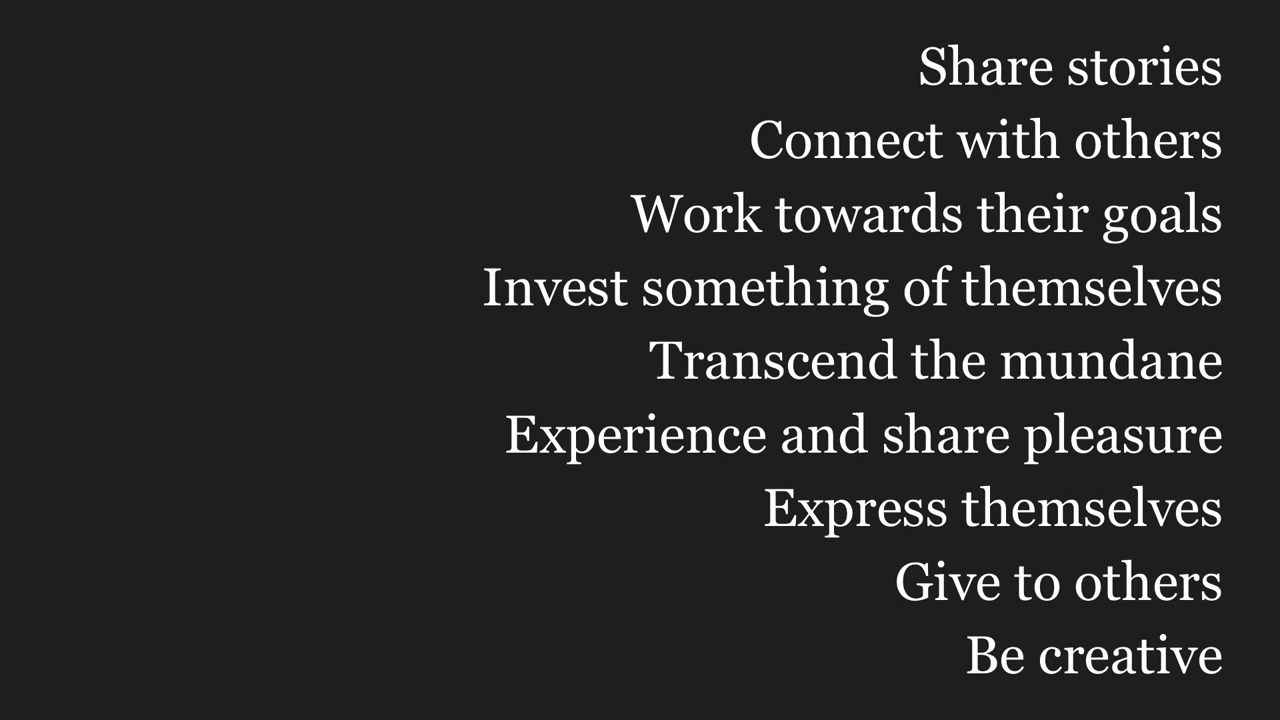 Share stories
Connect with others
Work towards their goals
Invest something of themselves
Transcend the mundane
Experience and share pleasure
Express themselves
Give to others
Be creative